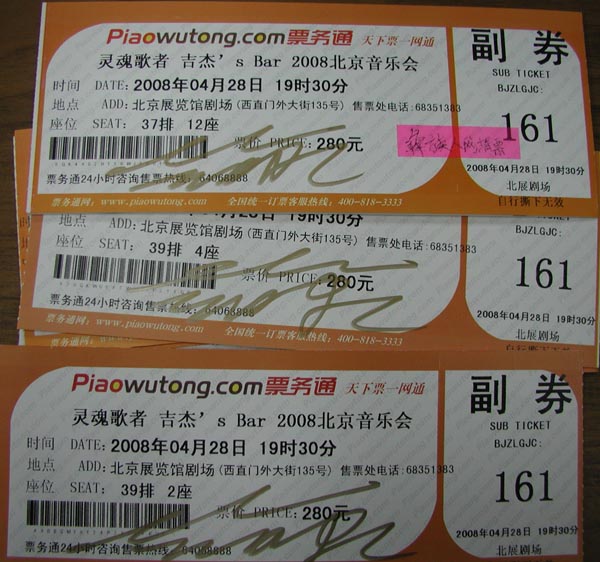 Piaowutong.com票务通 天下票一网通
灵魂歌者 吉杰’s Bar 2008北京音乐会
时间 DATE: 2008年04月28日 19时30分
地点 ADD: 北京展览馆剧场 (西直门外大街135号) 售票处电话:68351383
座位 SEAT: 37排 12座
票价 PRICE: 280元
票务通24小时咨询售票热线: 64068888
票务通网: www.piaowutong.com 全国统一订票客服热线: 400-818-3333
副券
SUB TICKET
BJZLGJC:
161
2008年04月28日 19时30分
北展剧场
自行撕下无效
地点 ADD: 北京展览馆剧场 (西直门外大街135号) 售票处电话:68351383
座位 SEAT: 39排 4座
票价 PRICE: 280元
票务通24小时咨询售票热线: 64068888
票务通网: www.piaowutong.com 全国统一订票客服热线: 400-818-3333
BJZLGJC:
161
2008年04月28日 19时30分
北展剧场
自行撕下无效
Piaowutong.com票务通 天下票一网通
灵魂歌者 吉杰’s Bar 2008北京音乐会
时间 DATE: 2008年04月28日 19时30分
地点 ADD: 北京展览馆剧场 (西直门外大街135号) 售票处电话:68351383
座位 SEAT: 39排 2座
票价 PRICE: 280元
票务通24小时咨询售票热线: 64068888
副券
SUB TICKET
BJZLGJC:
161
2008年04月28日 19时30分
北展剧场